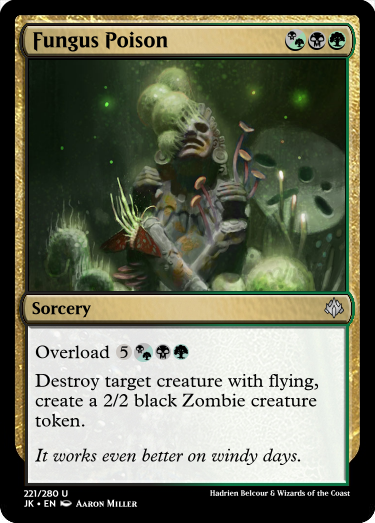 Fungus Poison
Sorcery
Overload 5
Destroy target creature with flying,
create a 2/2 black Zombie creature
token.
It works even better on windy days.
221/280 U
Hadrien Belcour & Wizards of the Coast
JK • EN Aaron Miller